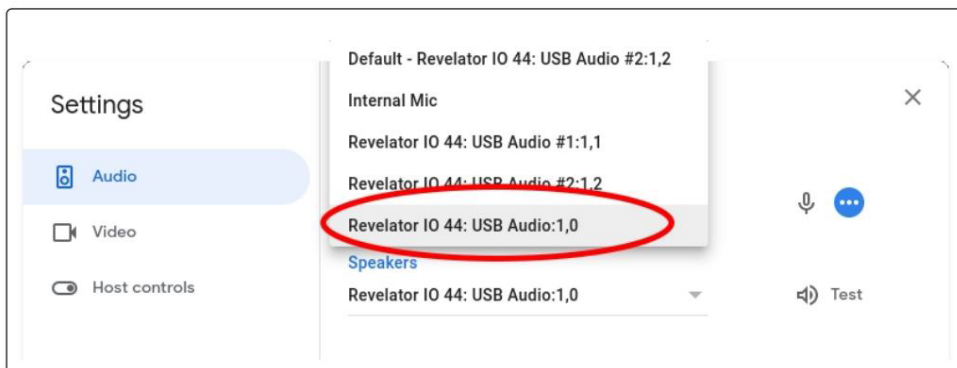 Default - Revelator IO 44: USB Audio #2:1,2
Settings
Internal Mic
Revelator IO 44: USB Audio #1:1,1
Audio
Revelator IO 44: USB Audio #2:1,2
Video
Revelator IO 44: USB Audio:1,0
Speakers
Host controls
Revelator IO 44: USB Audio:1,0
Test